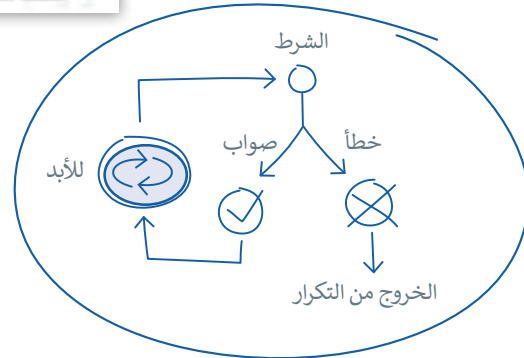 الشرط
خطأ
صواب
للأبد
الخروج من التكرار